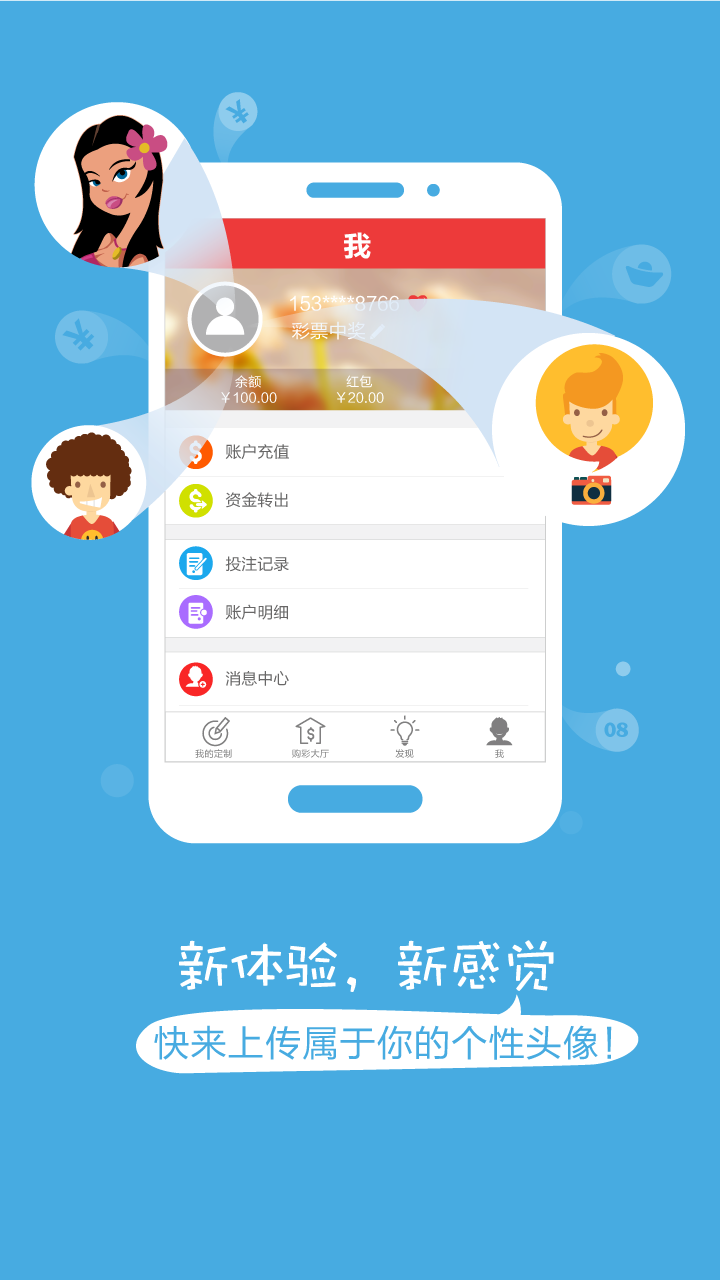 ¥
我
153****8766
彩票中奖
¥
余额
红包
¥100.00
¥20.00
$
账户充值
$
资金转出
投注记录
账户明细
消息中心
08
$
我的定制
购彩大厅
发现
我
新体验，新感觉
快来上传属于你的个性头像！